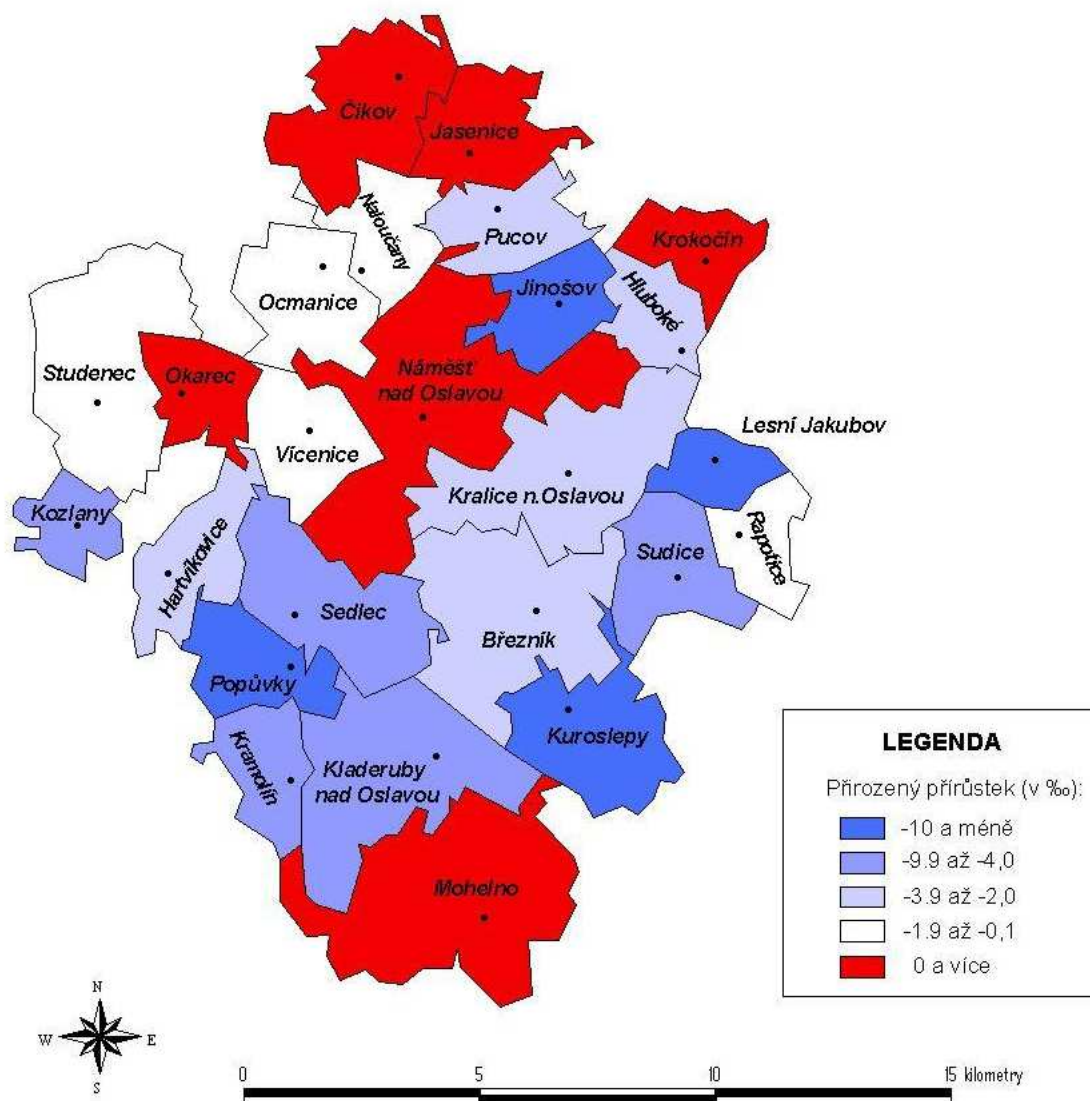 Čikov
Jasenice
Naloučany
Pucov
Krokočín
Ocmanice
Jinošov
Hluboké
Studenec
Okarec
Náměšť
nad Oslavou
Vícenice
Lesní Jakubov
Kralice n.Oslavou
Kozlany
Hartvíkovice
Sudice
Rapotice
Sedlec
Březník
Popůvky
Kuroslepy
Kramolín
Kladeruby
nad Oslavou
Mohelno
LEGENDA
Přirozený přírůstek (v ‰):
-10 a méně
-9.9 až -4,0
-3.9 až -2,0
-1.9 až -0,1
0 a více
N
W E
S
0 5 10 15 kilometry